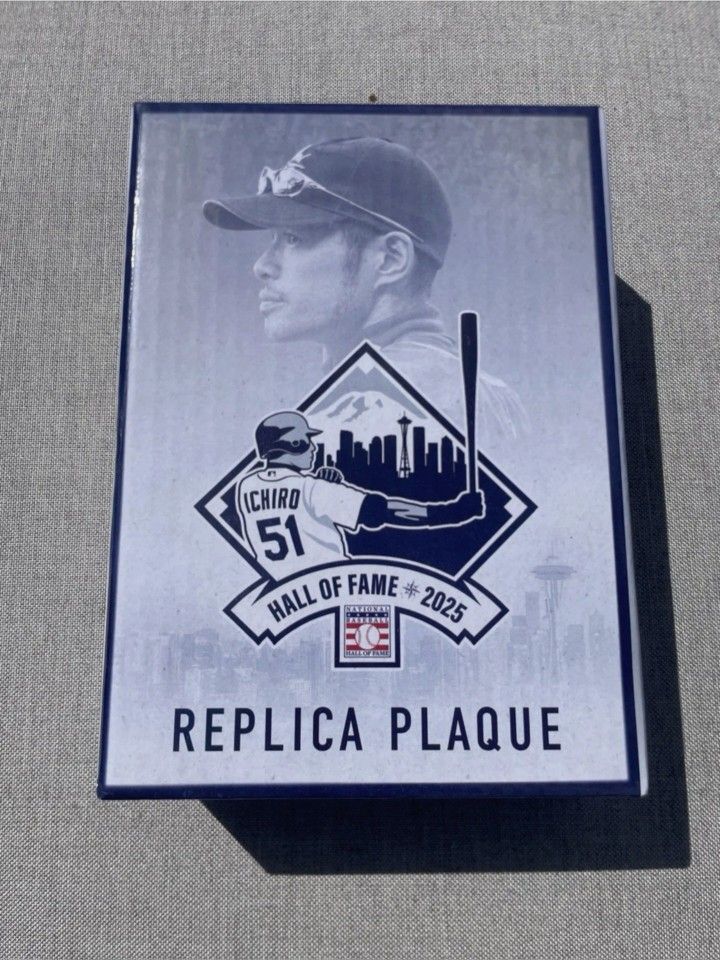 ICHIRO
51
HALL OF FAME 2025
NATIONAL
BASEBALL
HALL OF FAME
REPLICA PLAQUE